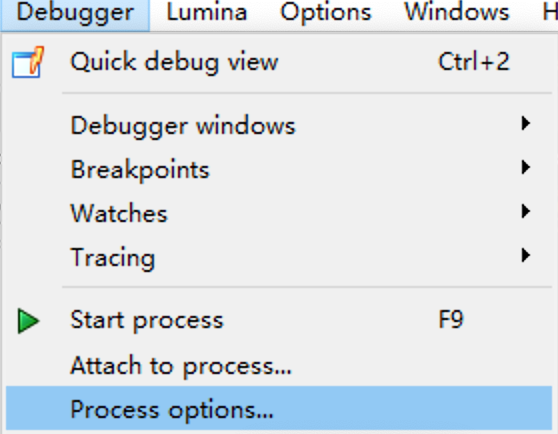 Debugger Lumina Options Windows H
Quick debug view Ctrl+2
Debugger windows
Breakpoints
Watches
Tracing
Start process F9
Attach to process...
Process options...